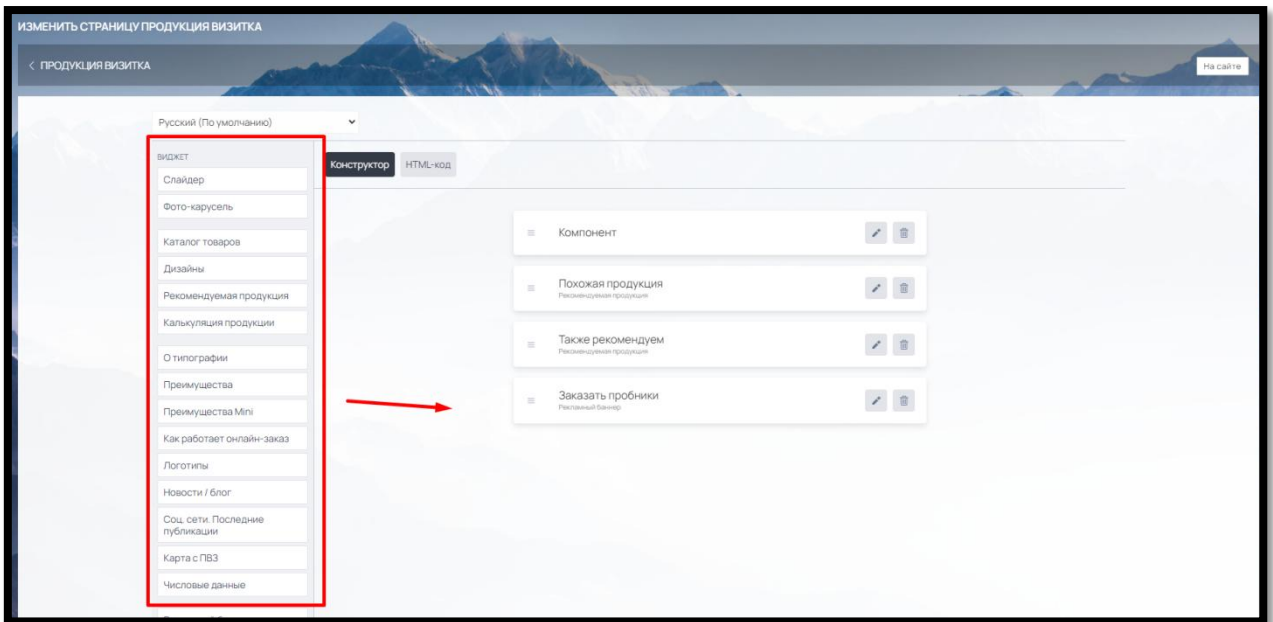 ИЗМЕНИТЬ СТРАНИЦУ ПРОДУКЦИЯ ВИЗИТКА
ПРОДУКЦИЯ ВИЗИТКА
На сайте
Русский (По умолчанию)
ВИДЖЕТ
Слайдер
Фото-карусель
Каталог товаров
Дизайны
Рекомендуемая продукция
Калькуляция продукции
О типографии
Преимущества
Преимущества Mini
Как работает онлайн-заказ
Логотипы
Новости / блог
Соц. сети. Последние
публикации
Карта с ПВЗ
Числовые данные
Конструктор
HTML-код
Компонент
Похожая продукция
Рекомендуемая продукция
Также рекомендуем
Рекомендуемая продукция
Заказать пробники
Рекламный баннер